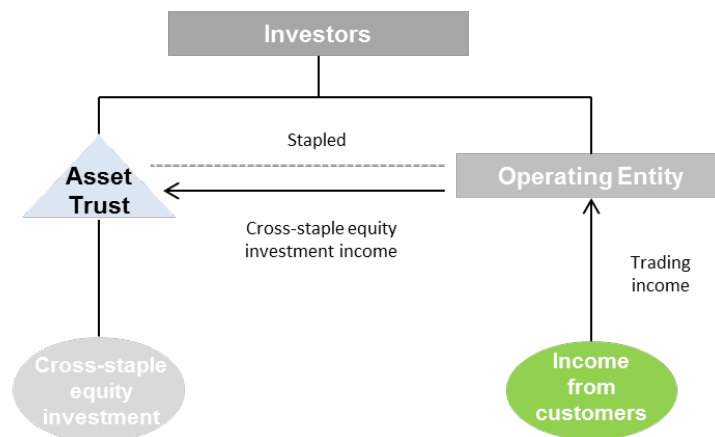 Investors
Stapled
Asset
Trust
Operating Entity
Cross-staple equity
investment income
Trading
income
Cross-staple
equity
investment
Income
from
customers